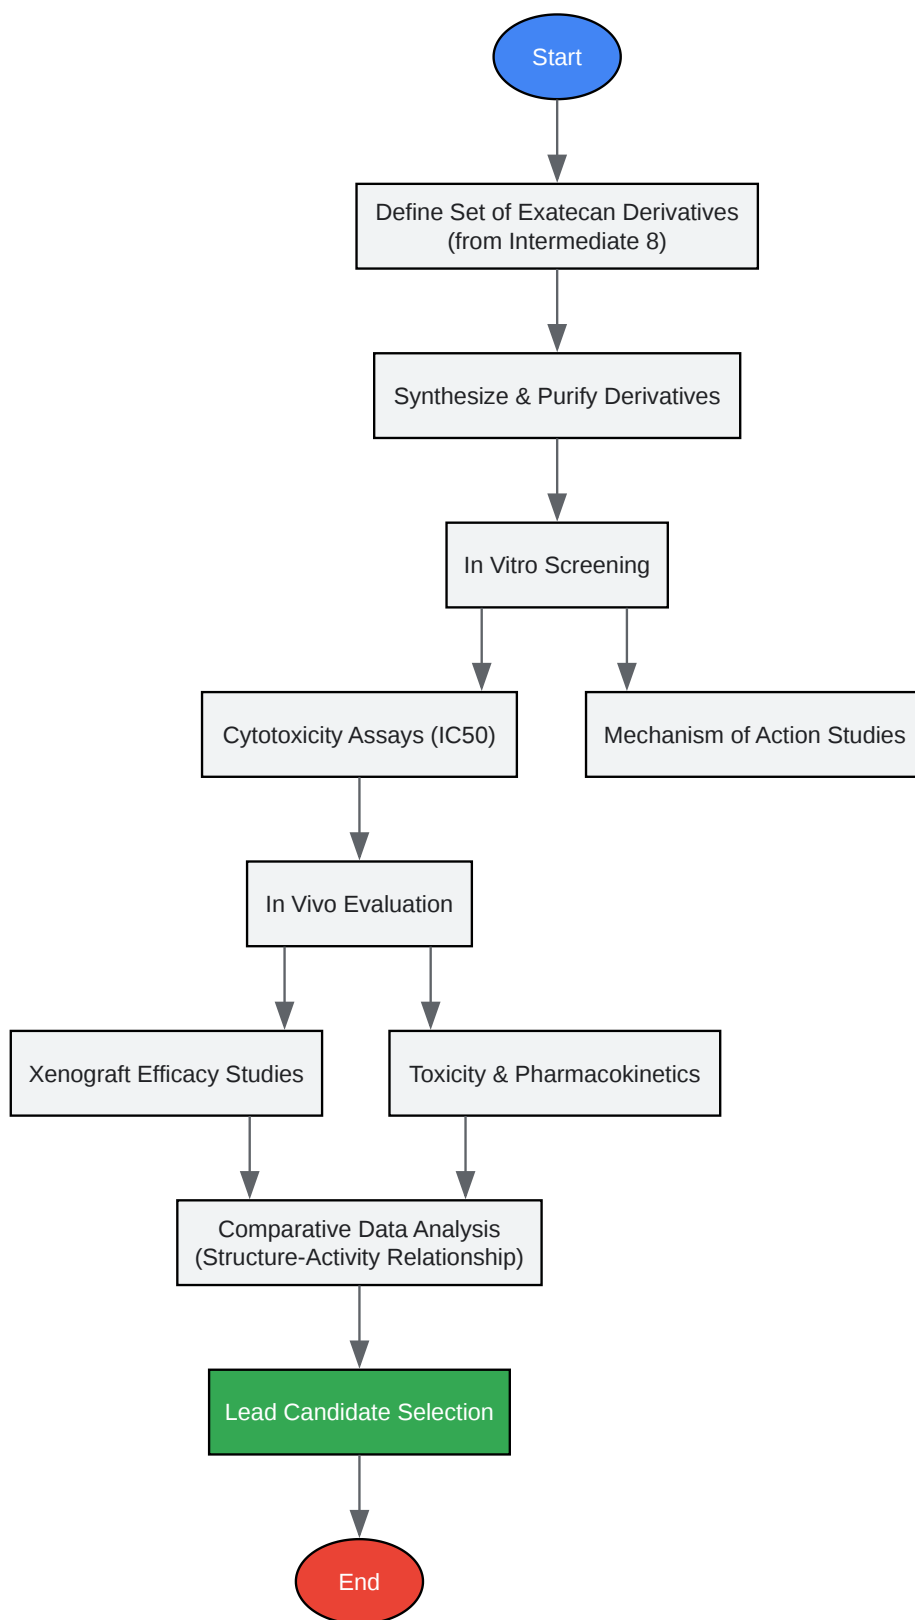 Start
Define Set of Exatecan Derivatives
(from Intermediate 8)
Synthesize & Purify Derivatives
In Vitro Screening
Cytotoxicity Assays (IC50)
Mechanism of Action Studies
In Vivo Evaluation
Xenograft Efficacy Studies
Toxicity & Pharmacokinetics
Comparative Data Analysis
(Structure-Activity Relationship)
Lead Candidate Selection
End